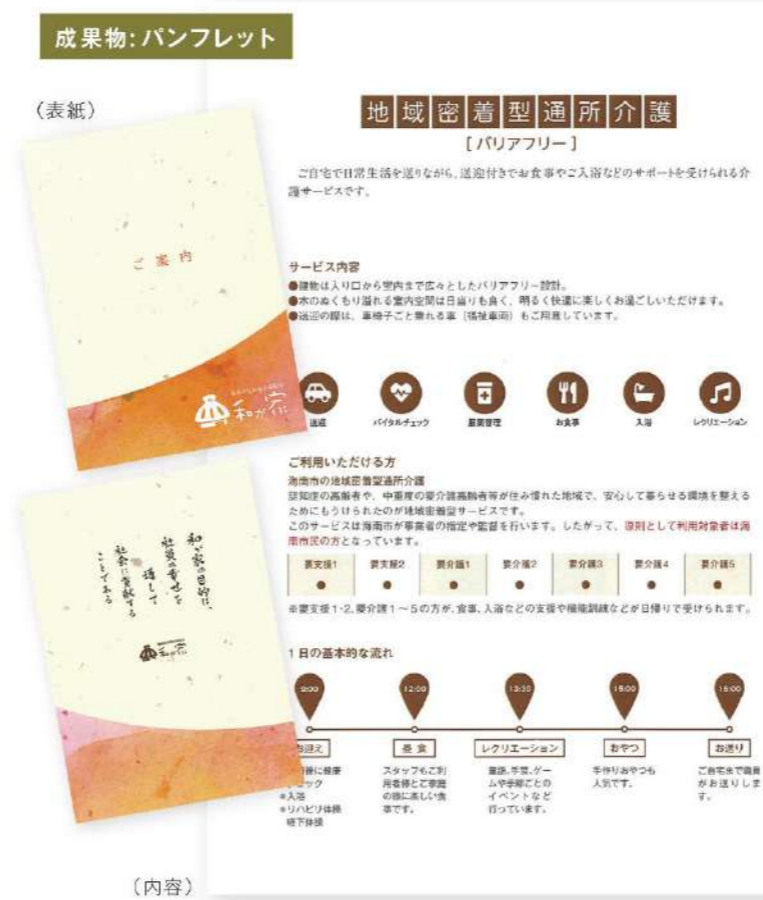 成果物:パンフレット
（表紙）
ご案内
和が家
和が家の目的は、
社員の幸せを
通して
社会に貢献する
ことである
和が家
（内容）
地域密着型通所介護
[バリアフリー]
ご自宅で日常生活を送りながら、送迎付きでお食事やご入浴などのサポートを受けられる介
護サービスです。
サービス内容
●建物は入り口から室内まで広々としたバリアフリー設計。
●木のぬくもり溢れる室内空間は日当りも良く、明るく快適に楽しくお過ごしいただけます。
●送迎の際は、車椅子ごと乗れる車（福祉車両）もご用意しています。
送迎
バイタルチェック
服薬管理
お食事
入浴
レクリエーション
ご利用いただける方
海南市の地域密着型通所介護
認知症の高齢者や、中重度の要介護高齢者等が住み慣れた地域で、安心して暮らせる環境を整える
ためにもうけられたのが地域密着型サービスです。
このサービスは海南市が事業者の指定や監督を行います。したがって、原則として利用対象者は海
南市民の方となっています。
要支援1 要支援2 要介護1 要介護2 要介護3 要介護4 要介護5
※要支援1・2、要介護1～5の方が、食事、入浴などの支援や機能訓練などが日帰りで受けられます。
1日の基本的な流れ
9:00
12:00
13:30
15:00
16:00
お迎え
昼食
レクリエーション
おやつ
お送り
に健康
ック
※入浴
※リハビリ体操
嚥下体操
スタッフもご利
用者様とご家庭
の様に楽しい食
事です。
童謡、手芸、ゲー
ムや季節ごとの
イベントなど
行っています。
手作りおやつも
人気です。
ご自宅まで職員
がお送りしま
す。